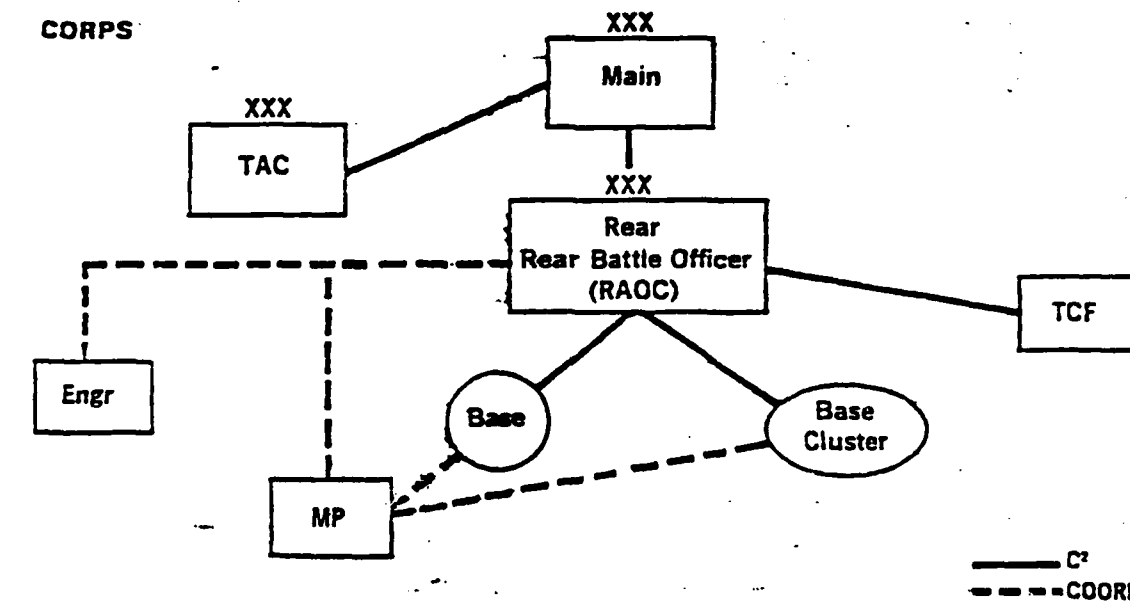 CORPS
XXX
Main
XXX
TAC
XXX
Rear
Rear Battle Officer
(RAOC)
TCF
Engr
Base
Base
Cluster
MP
C²